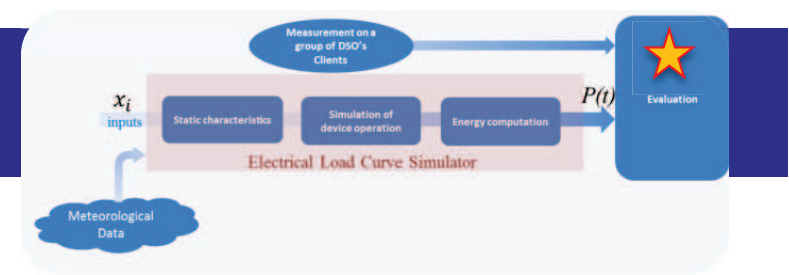 Measurement on a
group of DSO's
Clients
Evaluation
x_i
inputs
Static characteristics
Simulation of
device operation
Energy computation
P(t)
Electrical Load Curve Simulator
Meteorological
Data